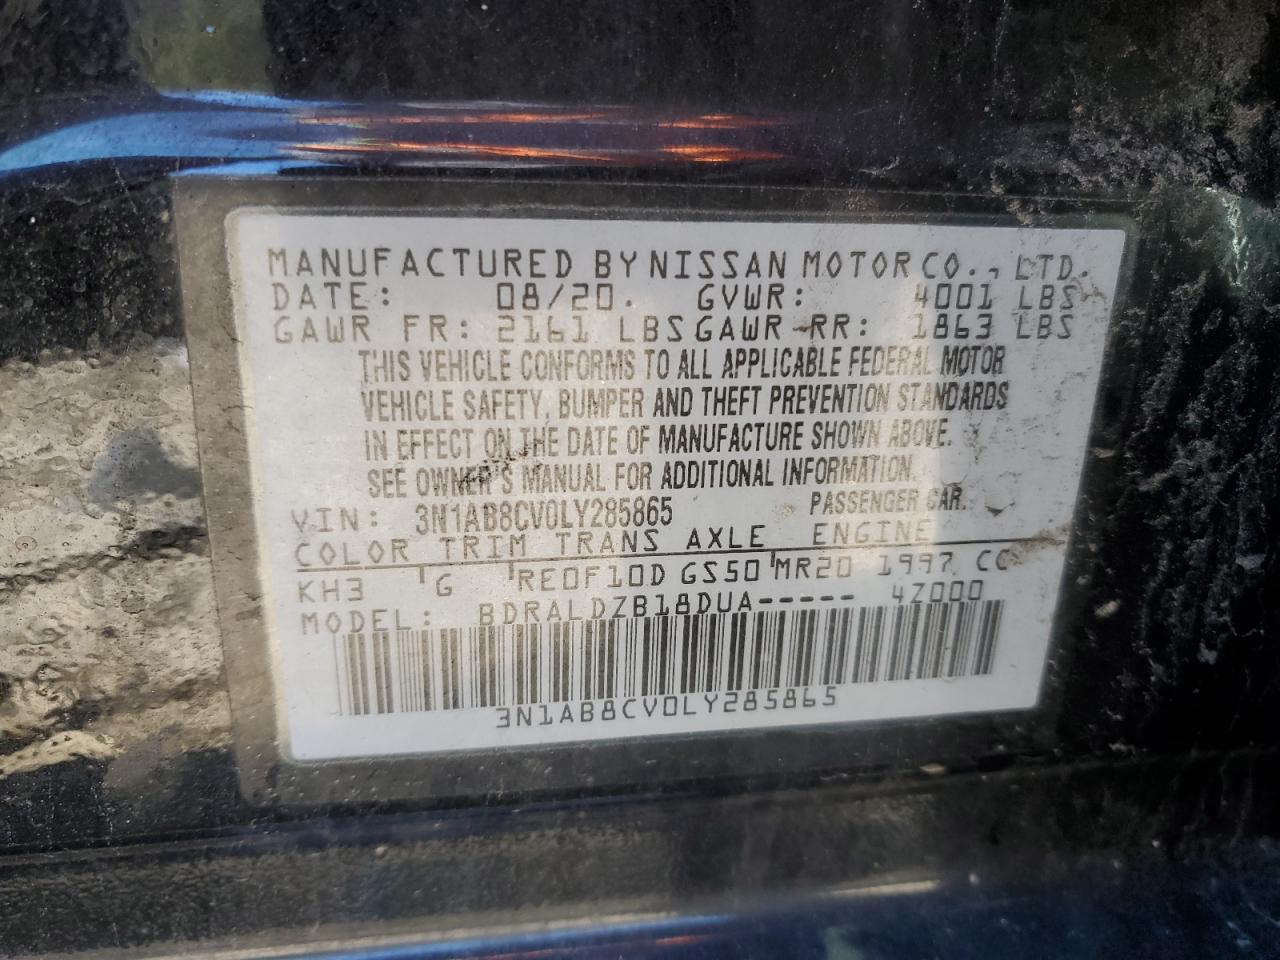 MANUFACTURED BY NISSAN MOTOR CO., LTD.
DATE: 08/20. GVWR: 4001 LBS
GAWR FR: 2161 LBS GAWR RR: 1863 LBS
THIS VEHICLE CONFORMS TO ALL APPLICABLE FEDERAL MOTOR
VEHICLE SAFETY, BUMPER AND THEFT PREVENTION STANDARDS
IN EFFECT ON THE DATE OF MANUFACTURE SHOWN ABOVE.
SEE OWNER'S MANUAL FOR ADDITIONAL INFORMATION.
VIN: 3N1AB8CV0LY285865 PASSENGER CAR.
COLOR TRIM TRANS AXLE ENGINE
KH3 G RE0F10D GS50 MR20 1997 CC
MODEL: BDRALDZB18DUA----- 4Z000
3N1AB8CV0LY285865